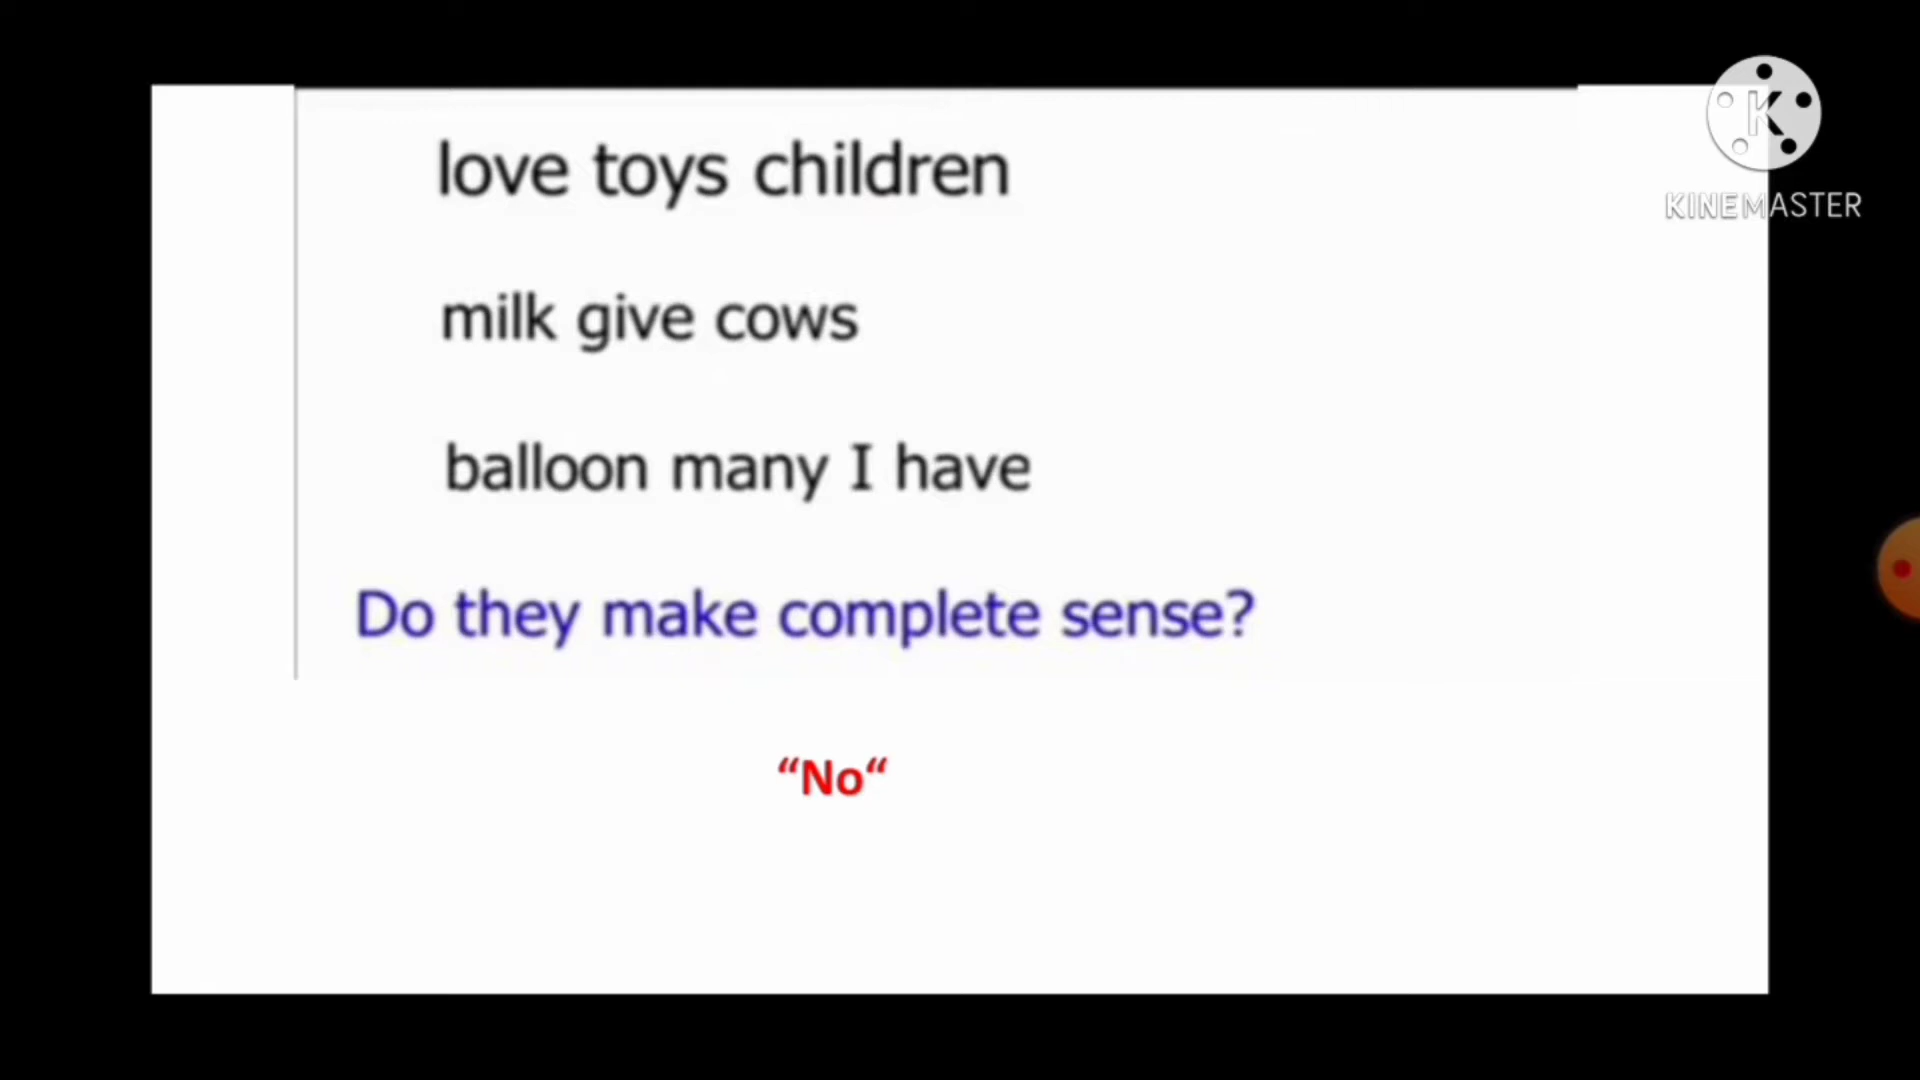 love toys children
milk give cows
balloon many I have
Do they make complete sense?
“No“
K
KINEMASTER